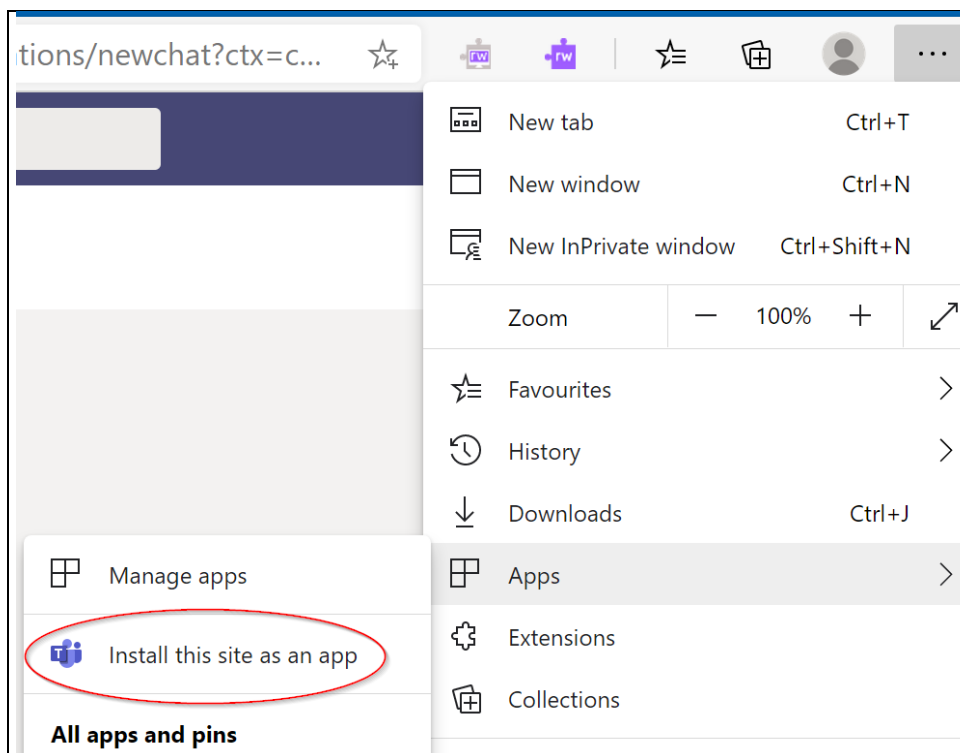 tions/newchat?ctx=c...
rw
rw
New tab Ctrl+T
New window Ctrl+N
New InPrivate window Ctrl+Shift+N
Zoom 100%
Favourites
History
Downloads Ctrl+J
Apps
Extensions
Collections
Manage apps
Install this site as an app
All apps and pins